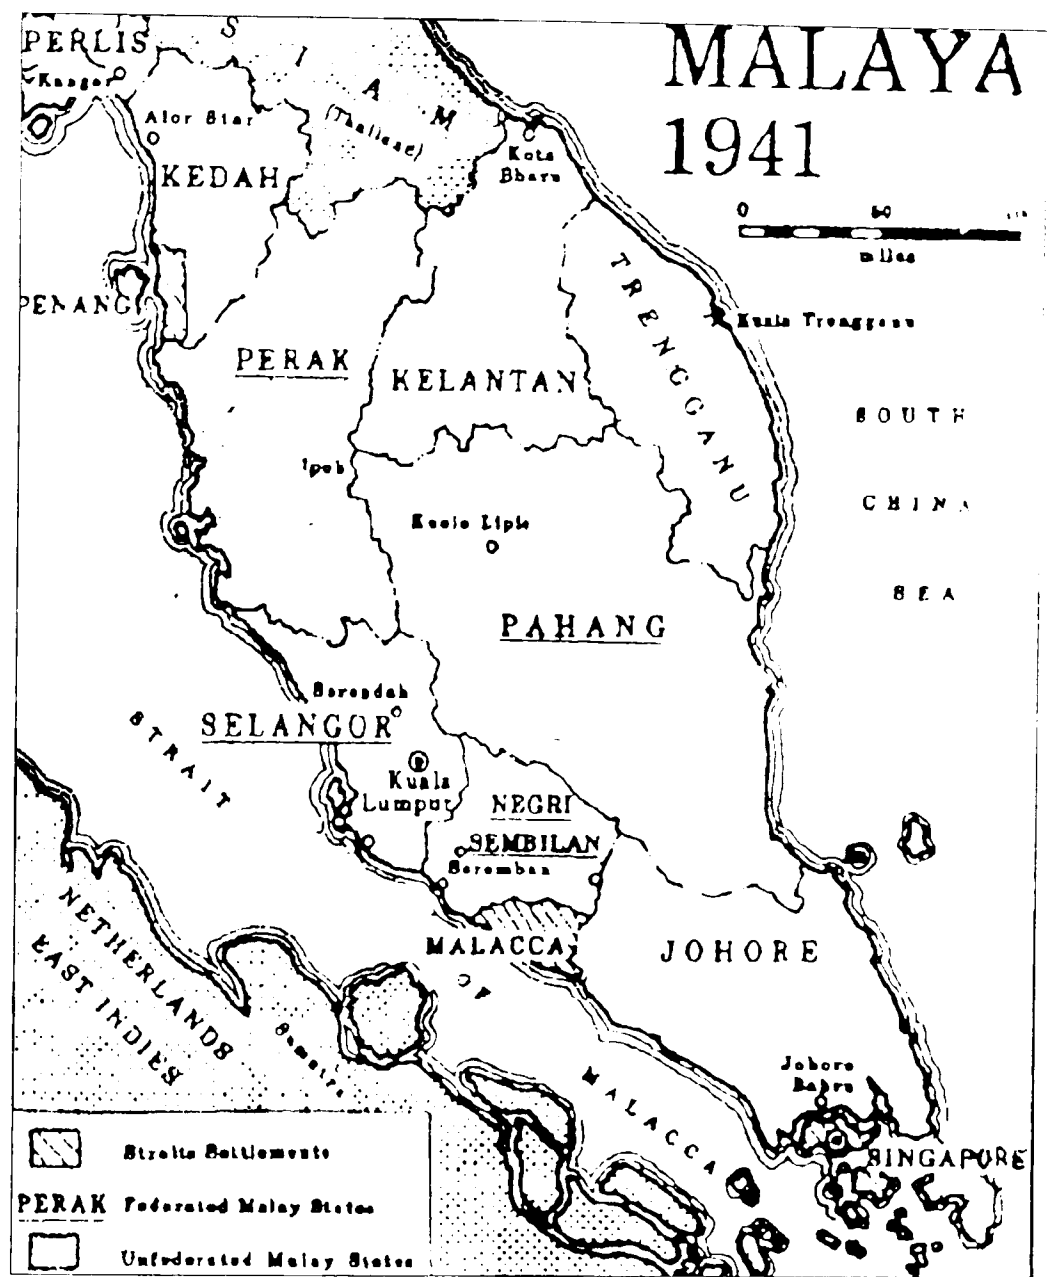 MALAYA
1941
0 50
miles
SIAM
(Thailand)
PERLIS
Kangar
Alor Star
KEDAH
Kota
Bharu
PENANG
TRENGGANU
Kuala Trengganu
PERAK
KELANTAN
SOUTH
CHINA
SEA
Ipoh
Kuala Lipis
PAHANG
Serendah
SELANGOR
STRAIT
Kuala
Lumpur
NEGRI
SEMBILAN
Seremban
MALACCA
JOHORE
OF
NETHERLANDS
EAST INDIES
Sumatra
MALACCA
Johore
Bahru
SINGAPORE
Straits Settlements
PERAK Federated Malay States
Unfederated Malay States